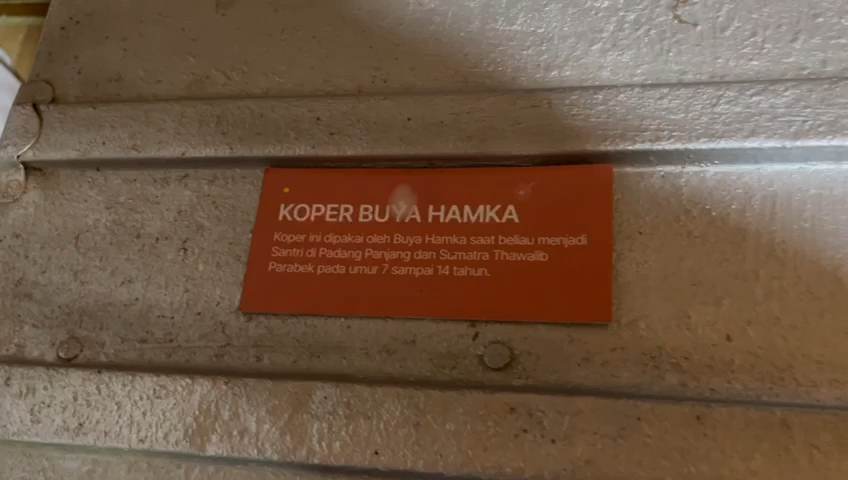 KOPER BUYA HAMKA
Koper ini dipakai oleh Buya Hamka saat beliau menjadi
Santri di Padang Panjang dan Sumatra Thawalib
Parabek pada umur 7 sampai 14 tahun.